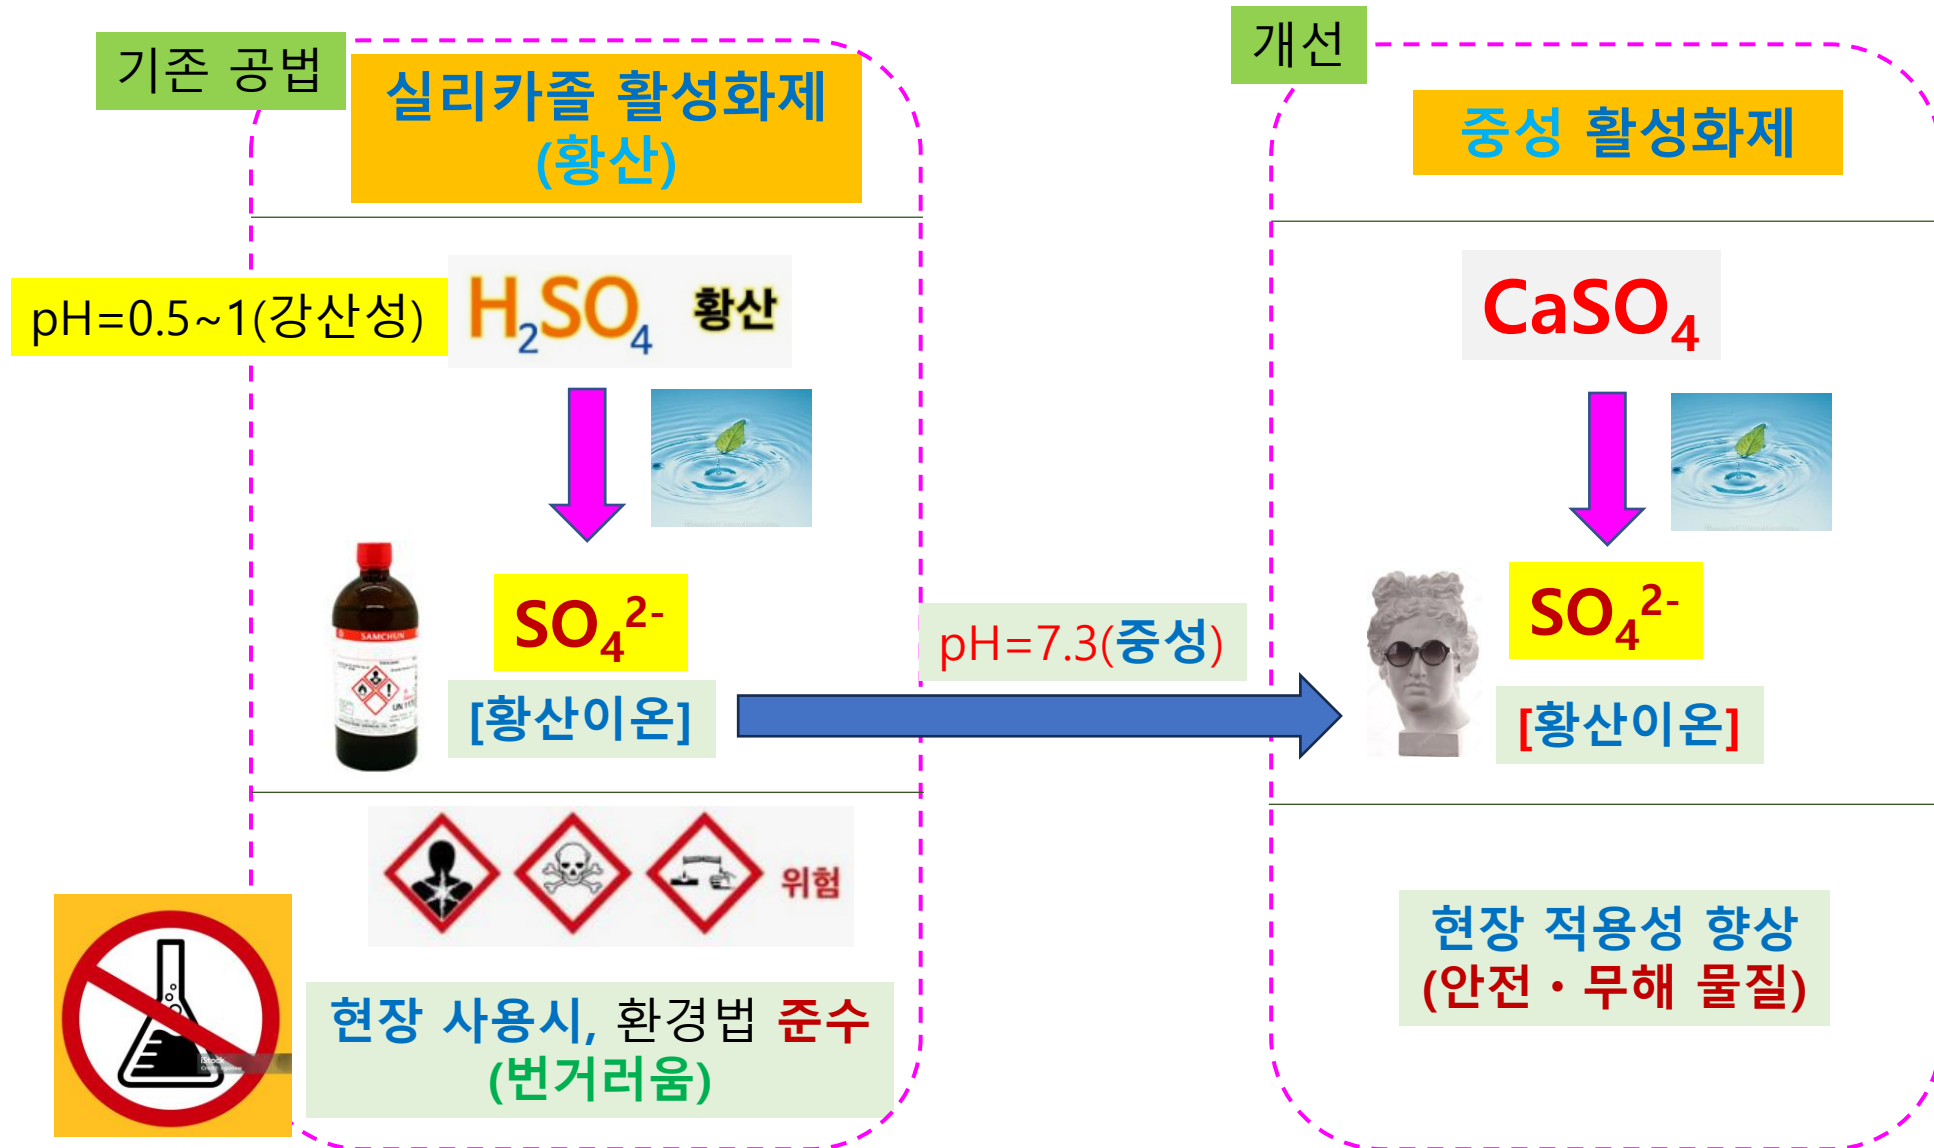 기존 공법
실리카졸 활성화제
(황산)
pH=0.5~1(강산성)
H₂SO₄ 황산
SAMCHUN
SO₄²⁻
[황산이온]
위험
현장 사용시, 환경법 준수
(번거러움)
iStock
pH=7.3(중성)
개선
중성 활성화제
CaSO₄
SO₄²⁻
[황산이온]
현장 적용성 향상
(안전·무해 물질)